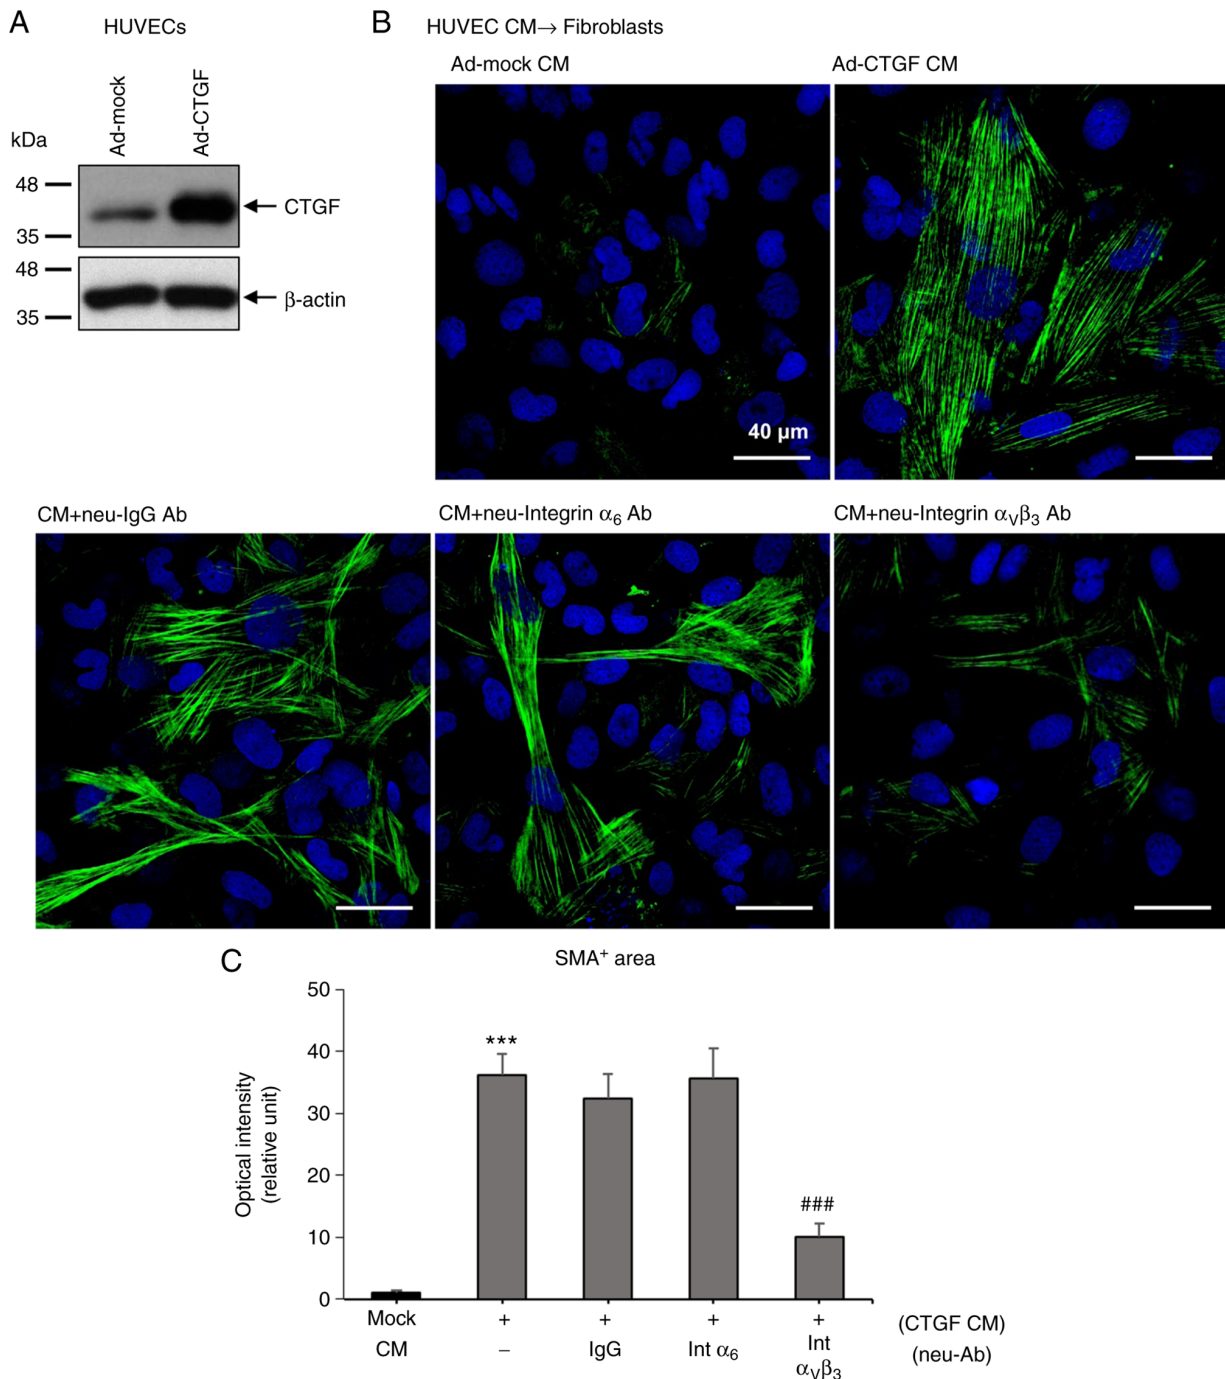 A
HUVECs
Ad-mock
Ad-CTGF
kDa
48
35
CTGF
48
35
β-actin
B
HUVEC CM→ Fibroblasts
Ad-mock CM
Ad-CTGF CM
40 μm
CM+neu-IgG Ab
CM+neu-Integrin α₆ Ab
CM+neu-Integrin αᵥβ₃ Ab
C
SMA⁺ area
Optical intensity
(relative unit)
50
40
30
20
10
0
***
###
Mock + + + + (CTGF CM)
CM – IgG Int α₆ Int αᵥβ₃ (neu-Ab)